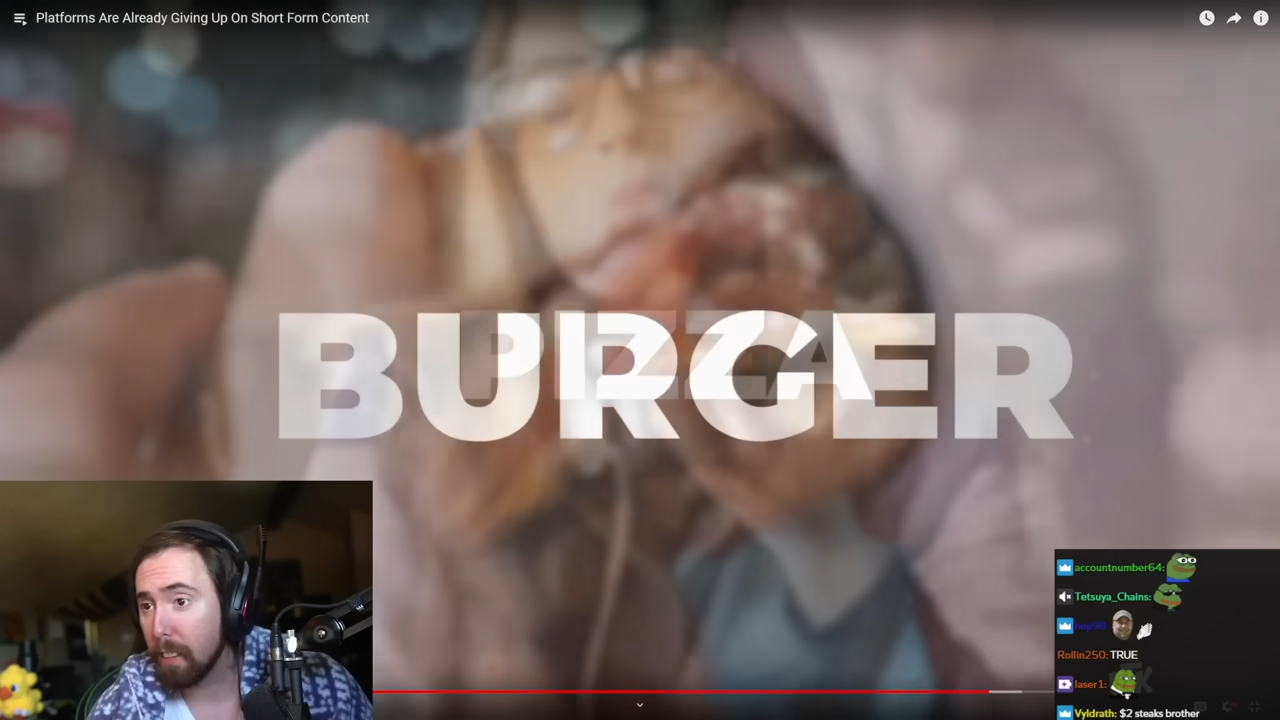 Platforms Are Already Giving Up On Short Form Content
PIZZA
BURGER
accountnumber64:
Tetsuya_Chains:
Rollin250: TRUE
laser1:
Vyldrath: $2 steaks brother